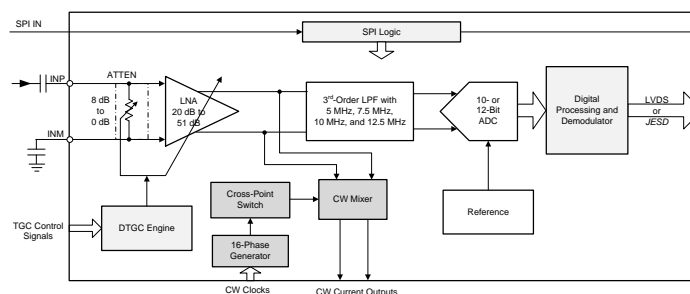 SPI IN
SPI Logic
INP
ATTEN
8 dB
to
0 dB
LNA
20 dB to
51 dB
3rd-Order LPF with
5 MHz, 7.5 MHz,
10 MHz, and 12.5 MHz
10- or
12-Bit
ADC
Digital
Processing and
Demodulator
LVDS
or
JESD
INM
Cross-Point
Switch
CW Mixer
Reference
TGC Control
Signals
DTGC Engine
16-Phase
Generator
CW Clocks
CW Current Outputs